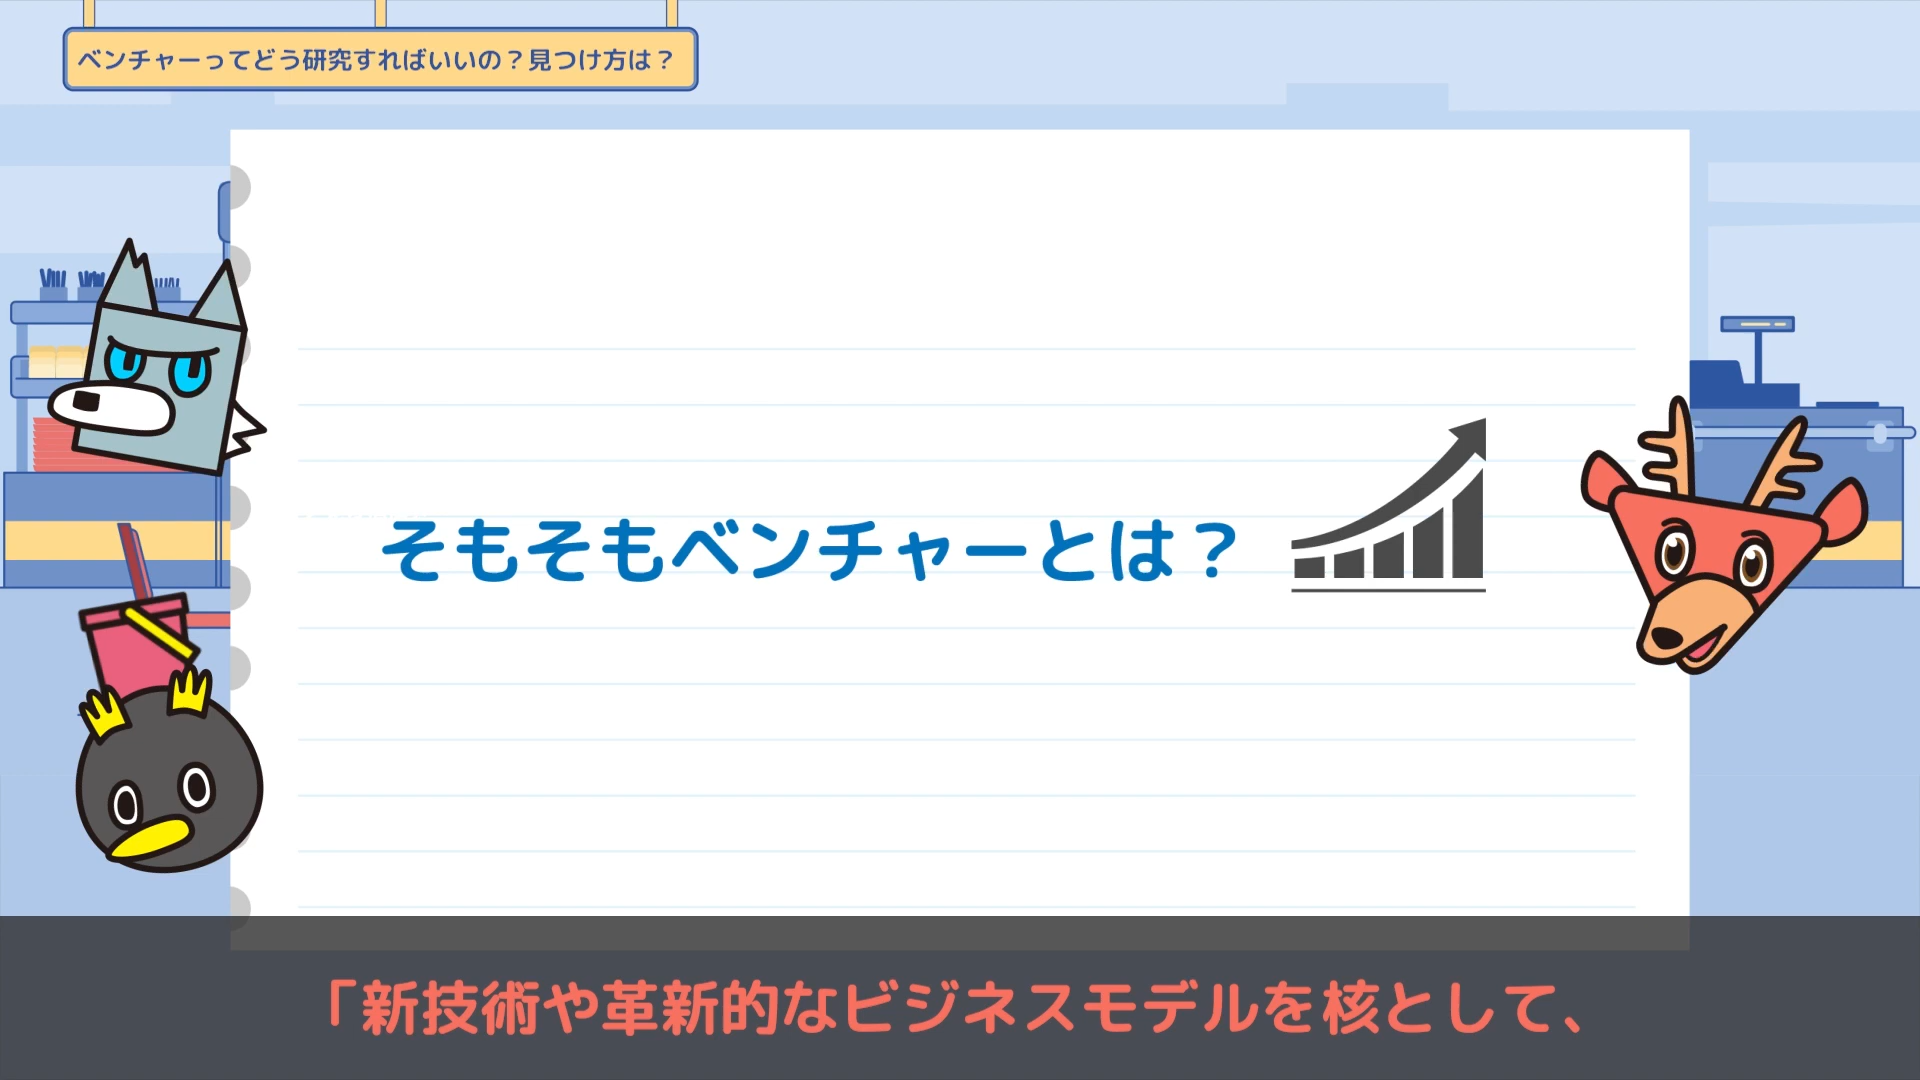 ベンチャーってどう研究すればいいの？見つけ方は？
そもそもベンチャーとは？
「新技術や革新的なビジネスモデルを核として、